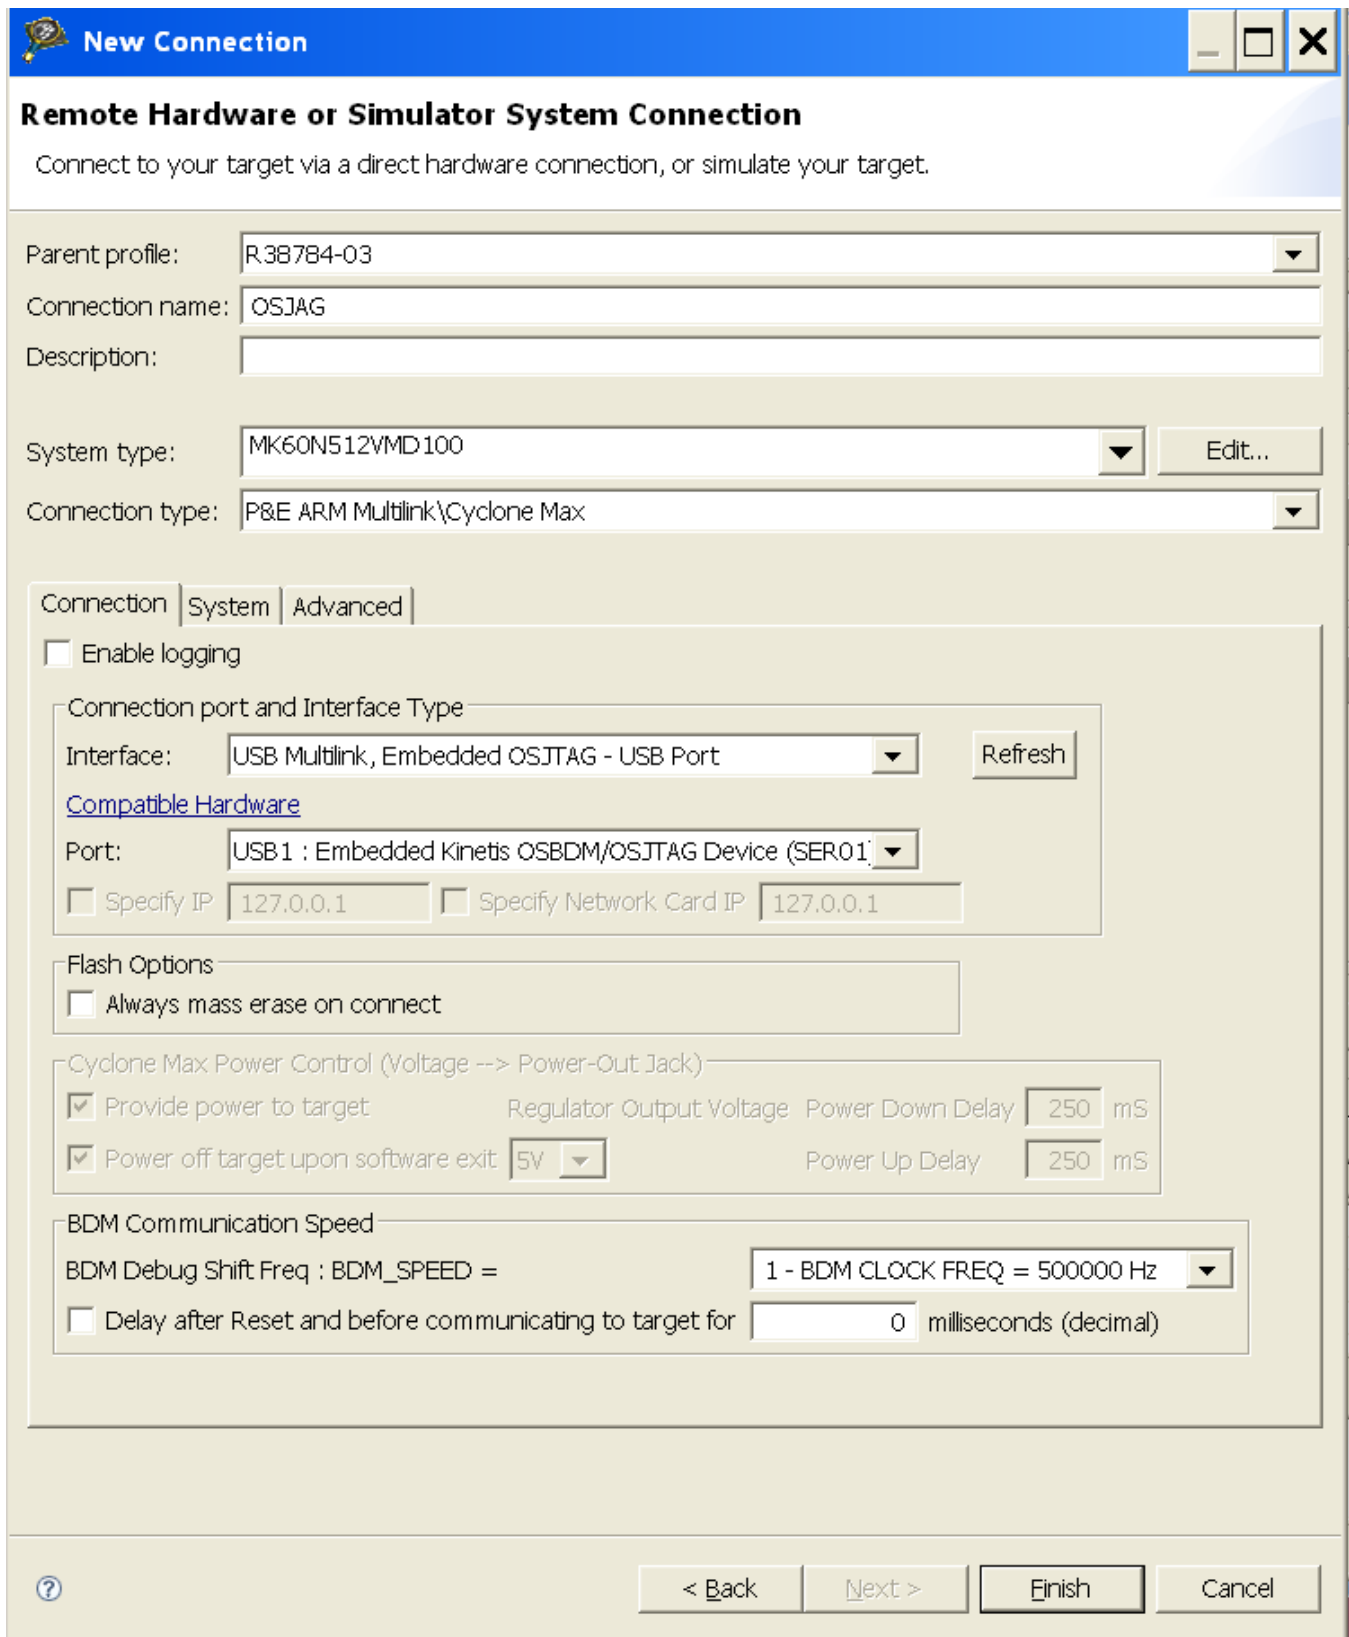 New Connection
Remote Hardware or Simulator System Connection
Connect to your target via a direct hardware connection, or simulate your target.
Parent profile: R38784-03
Connection name: OSJAG
Description:
System type: MK60N512VMD100 Edit...
Connection type: P&E ARM Multilink\Cyclone Max
Connection System Advanced
Enable logging
Connection port and Interface Type
Interface: USB Multilink, Embedded OSJTAG - USB Port Refresh
Compatible Hardware
Port: USB1 : Embedded Kinetis OSBDM/OSJTAG Device (SER01)
Specify IP 127.0.0.1 Specify Network Card IP 127.0.0.1
Flash Options
Always mass erase on connect
Cyclone Max Power Control (Voltage --> Power-Out Jack)
Provide power to target Regulator Output Voltage Power Down Delay 250 mS
Power off target upon software exit 5V Power Up Delay 250 mS
BDM Communication Speed
BDM Debug Shift Freq : BDM_SPEED = 1 - BDM CLOCK FREQ = 500000 Hz
Delay after Reset and before communicating to target for 0 milliseconds (decimal)
? < Back Next > Finish Cancel